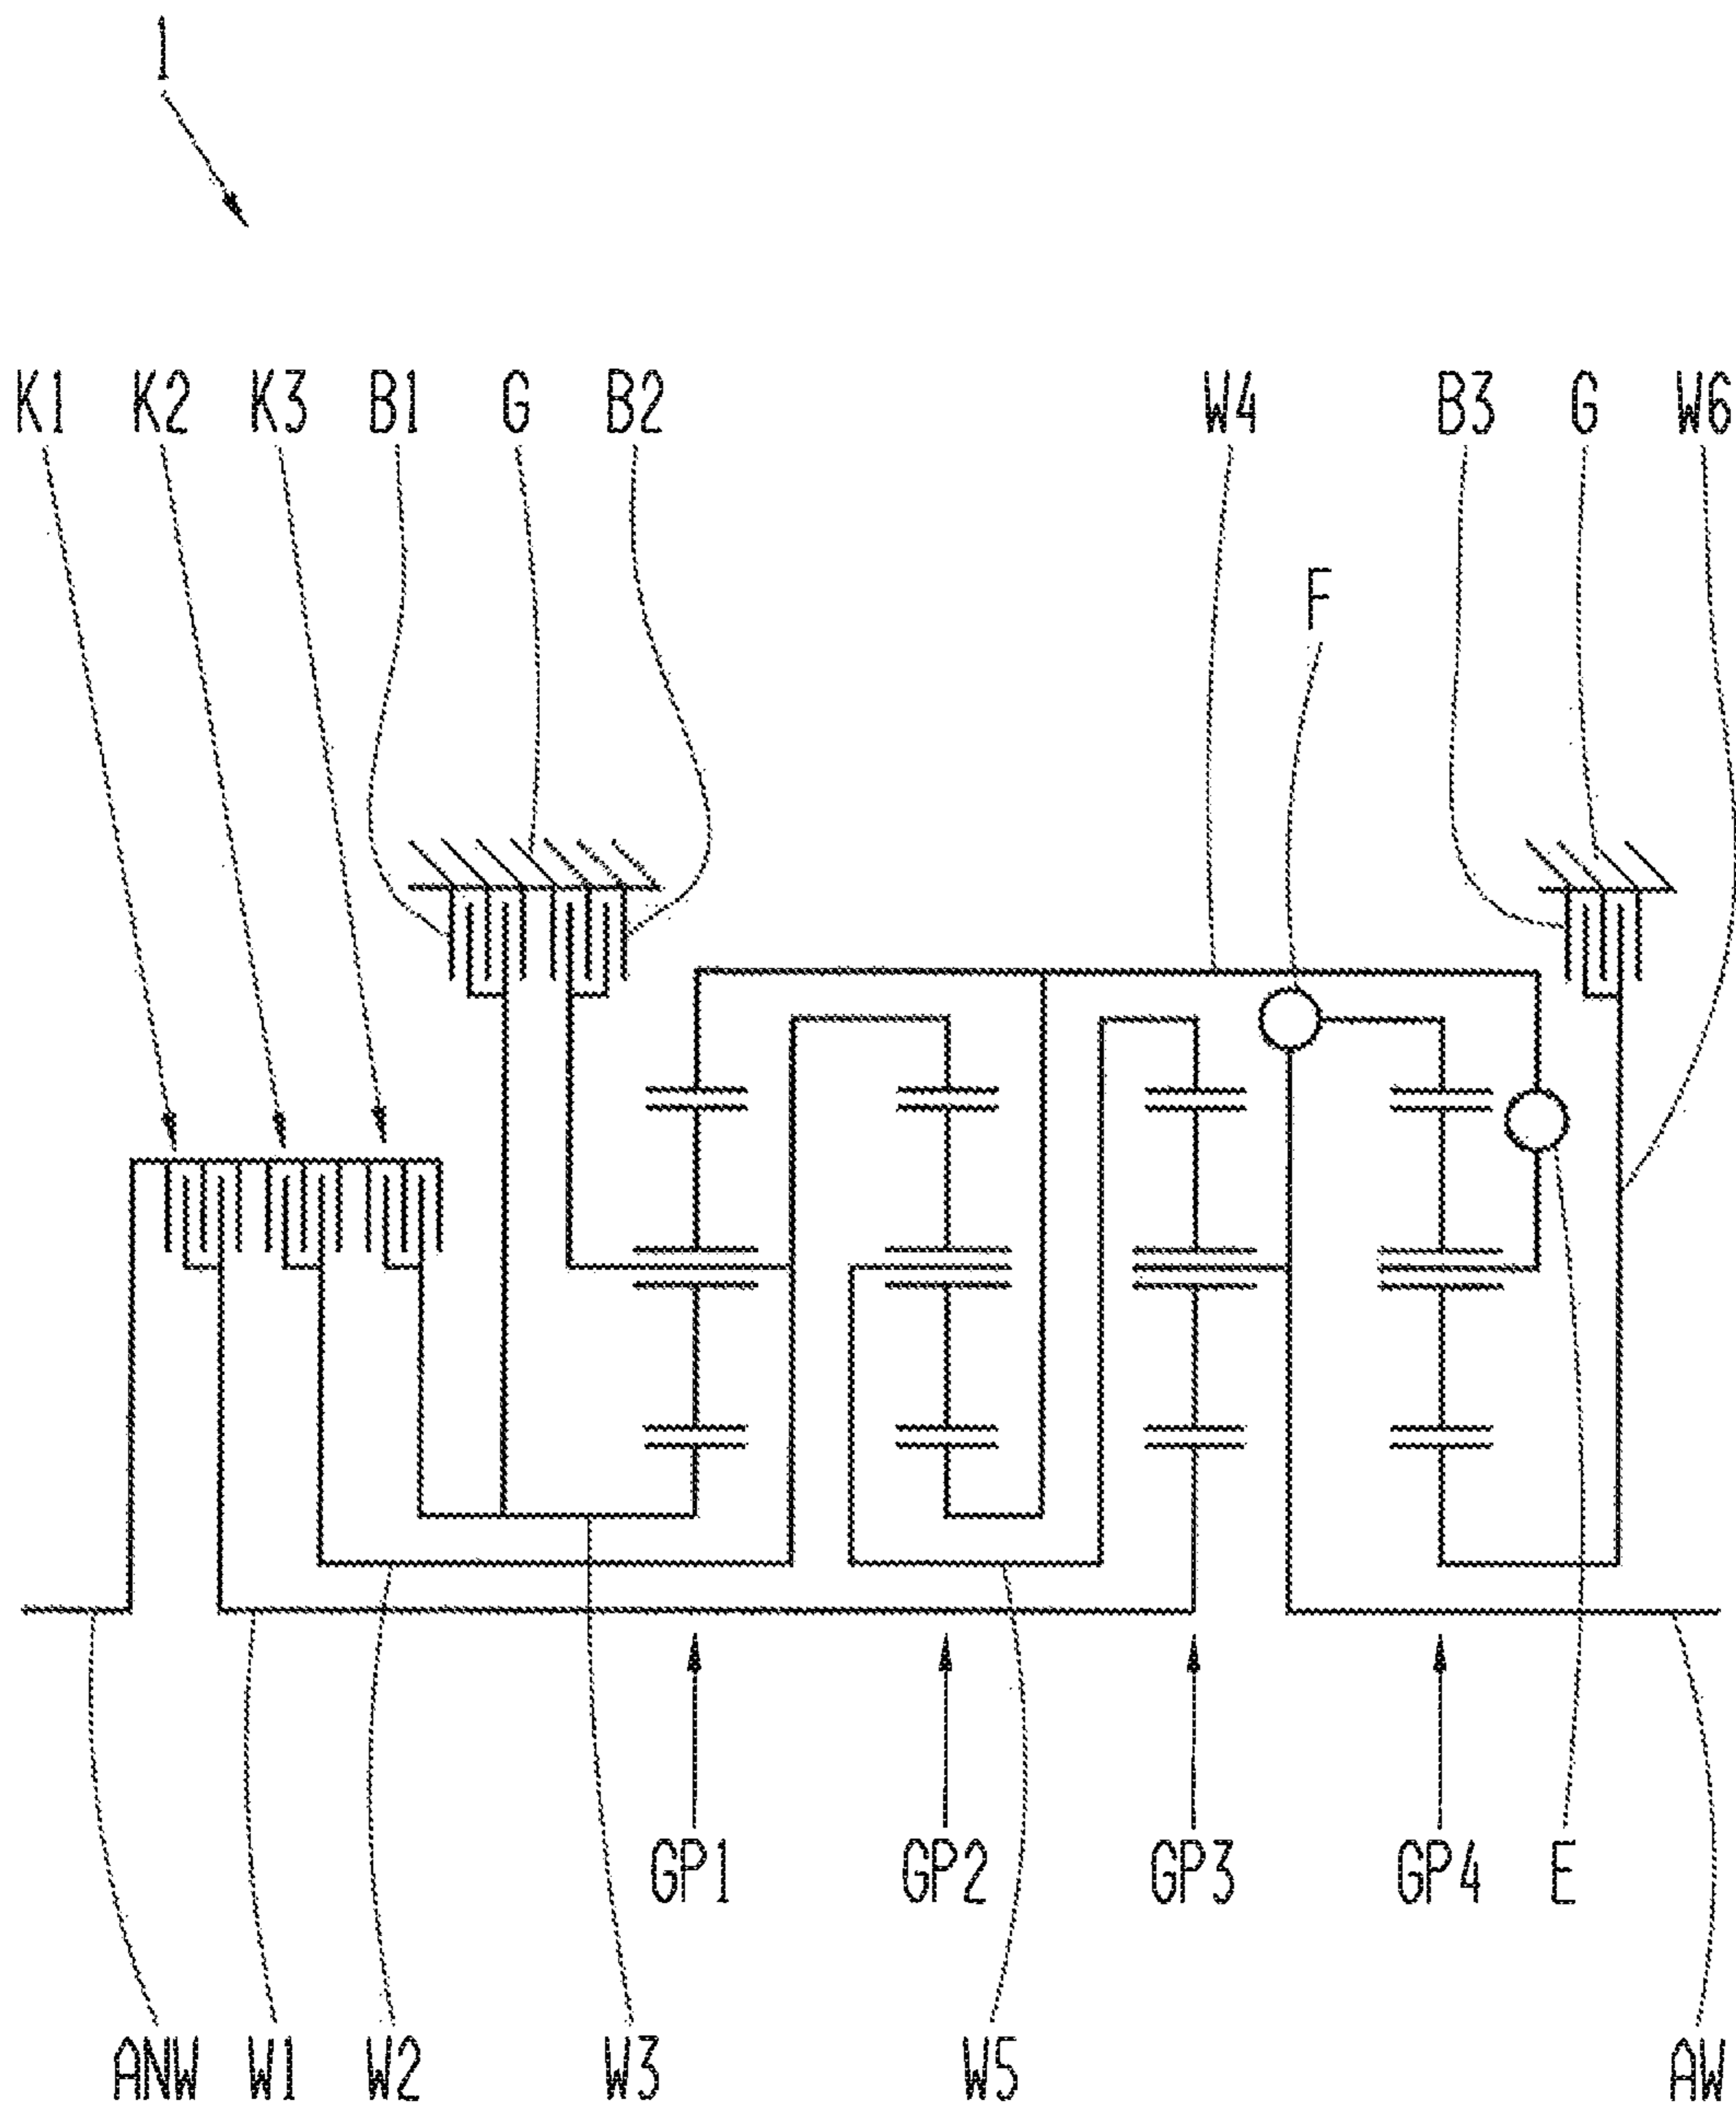 1
K1 K2 K3 B1 G B2 W4 B3 G W6
F
GP1 GP2 GP3 GP4 E
ANW W1 W2 W3 W5 AW